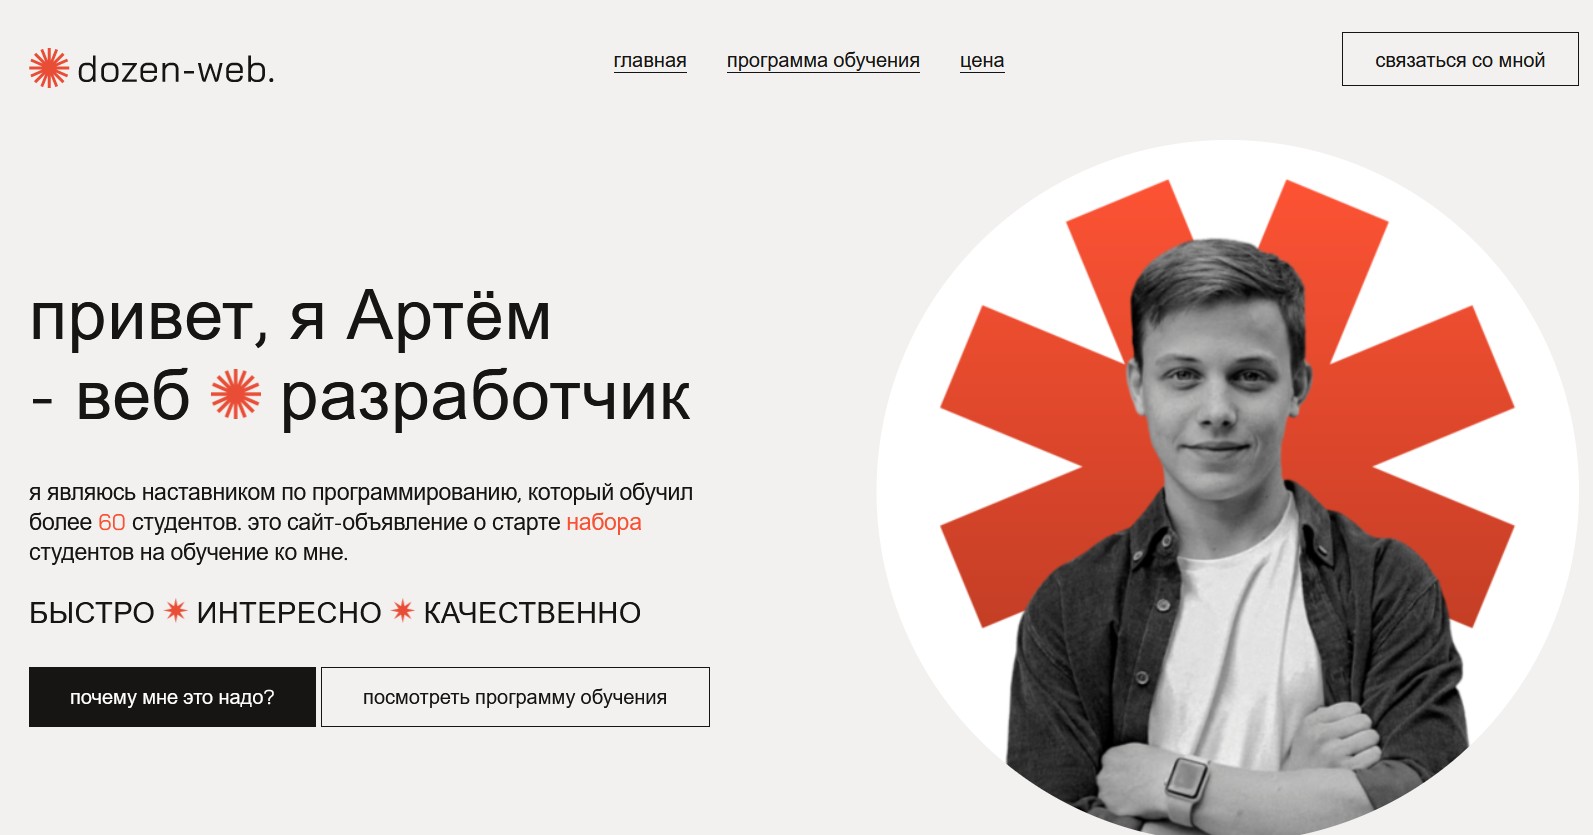 dozen-web.
главная
программа обучения
цена
связаться со мной
привет, я Артём
- веб разработчик
я являюсь наставником по программированию, который обучил
более 60 студентов. это сайт-объявление о старте набора
студентов на обучение ко мне.
БЫСТРО ИНТЕРЕСНО КАЧЕСТВЕННО
почему мне это надо?
посмотреть программу обучения